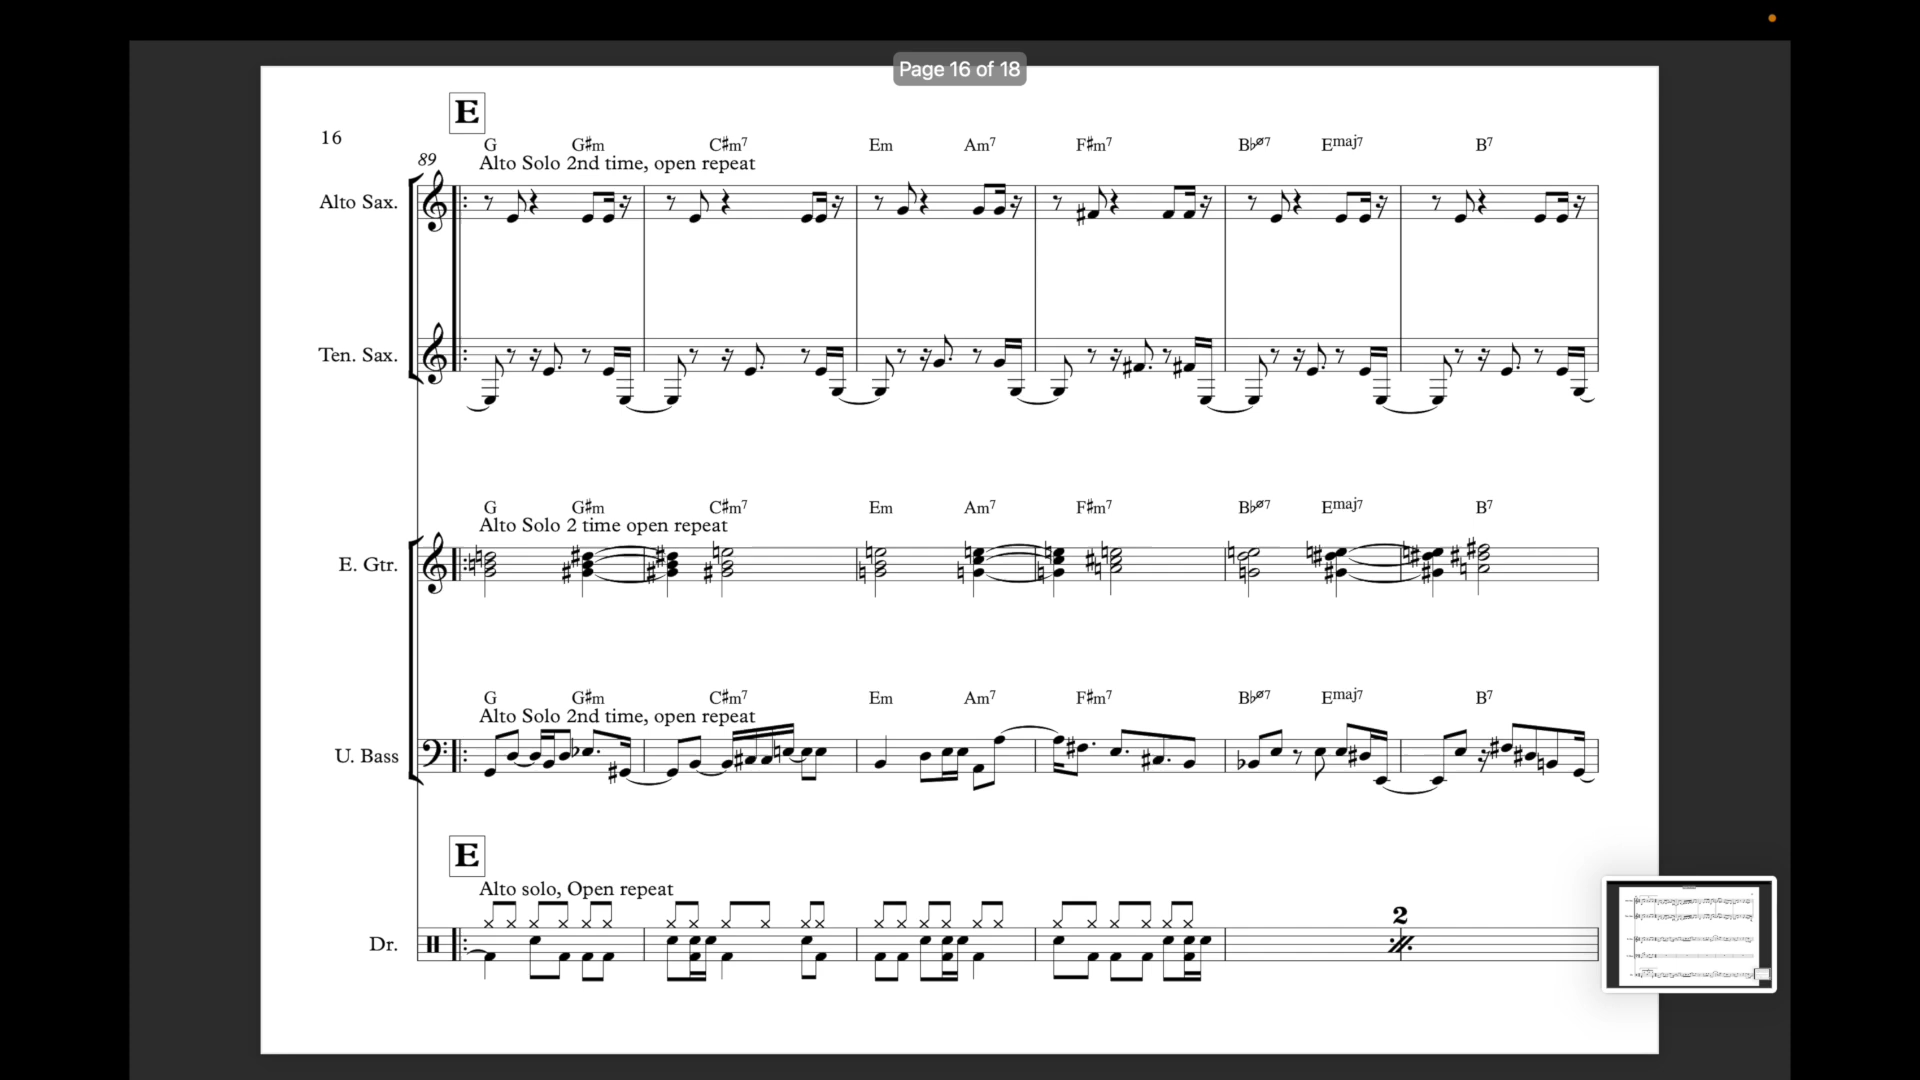 Page 16 of 18
E
16
G G♯m C♯m7 Em Am7 F♯m7 B♭ø7 Emaj7 B7
89
Alto Solo 2nd time, open repeat
Alto Sax.
Ten. Sax.
G G♯m C♯m7 Em Am7 F♯m7 B♭ø7 Emaj7 B7
Alto Solo 2 time open repeat
E. Gtr.
G G♯m C♯m7 Em Am7 F♯m7 B♭ø7 Emaj7 B7
Alto Solo 2nd time, open repeat
U. Bass
E
Alto solo, Open repeat
2
Dr.